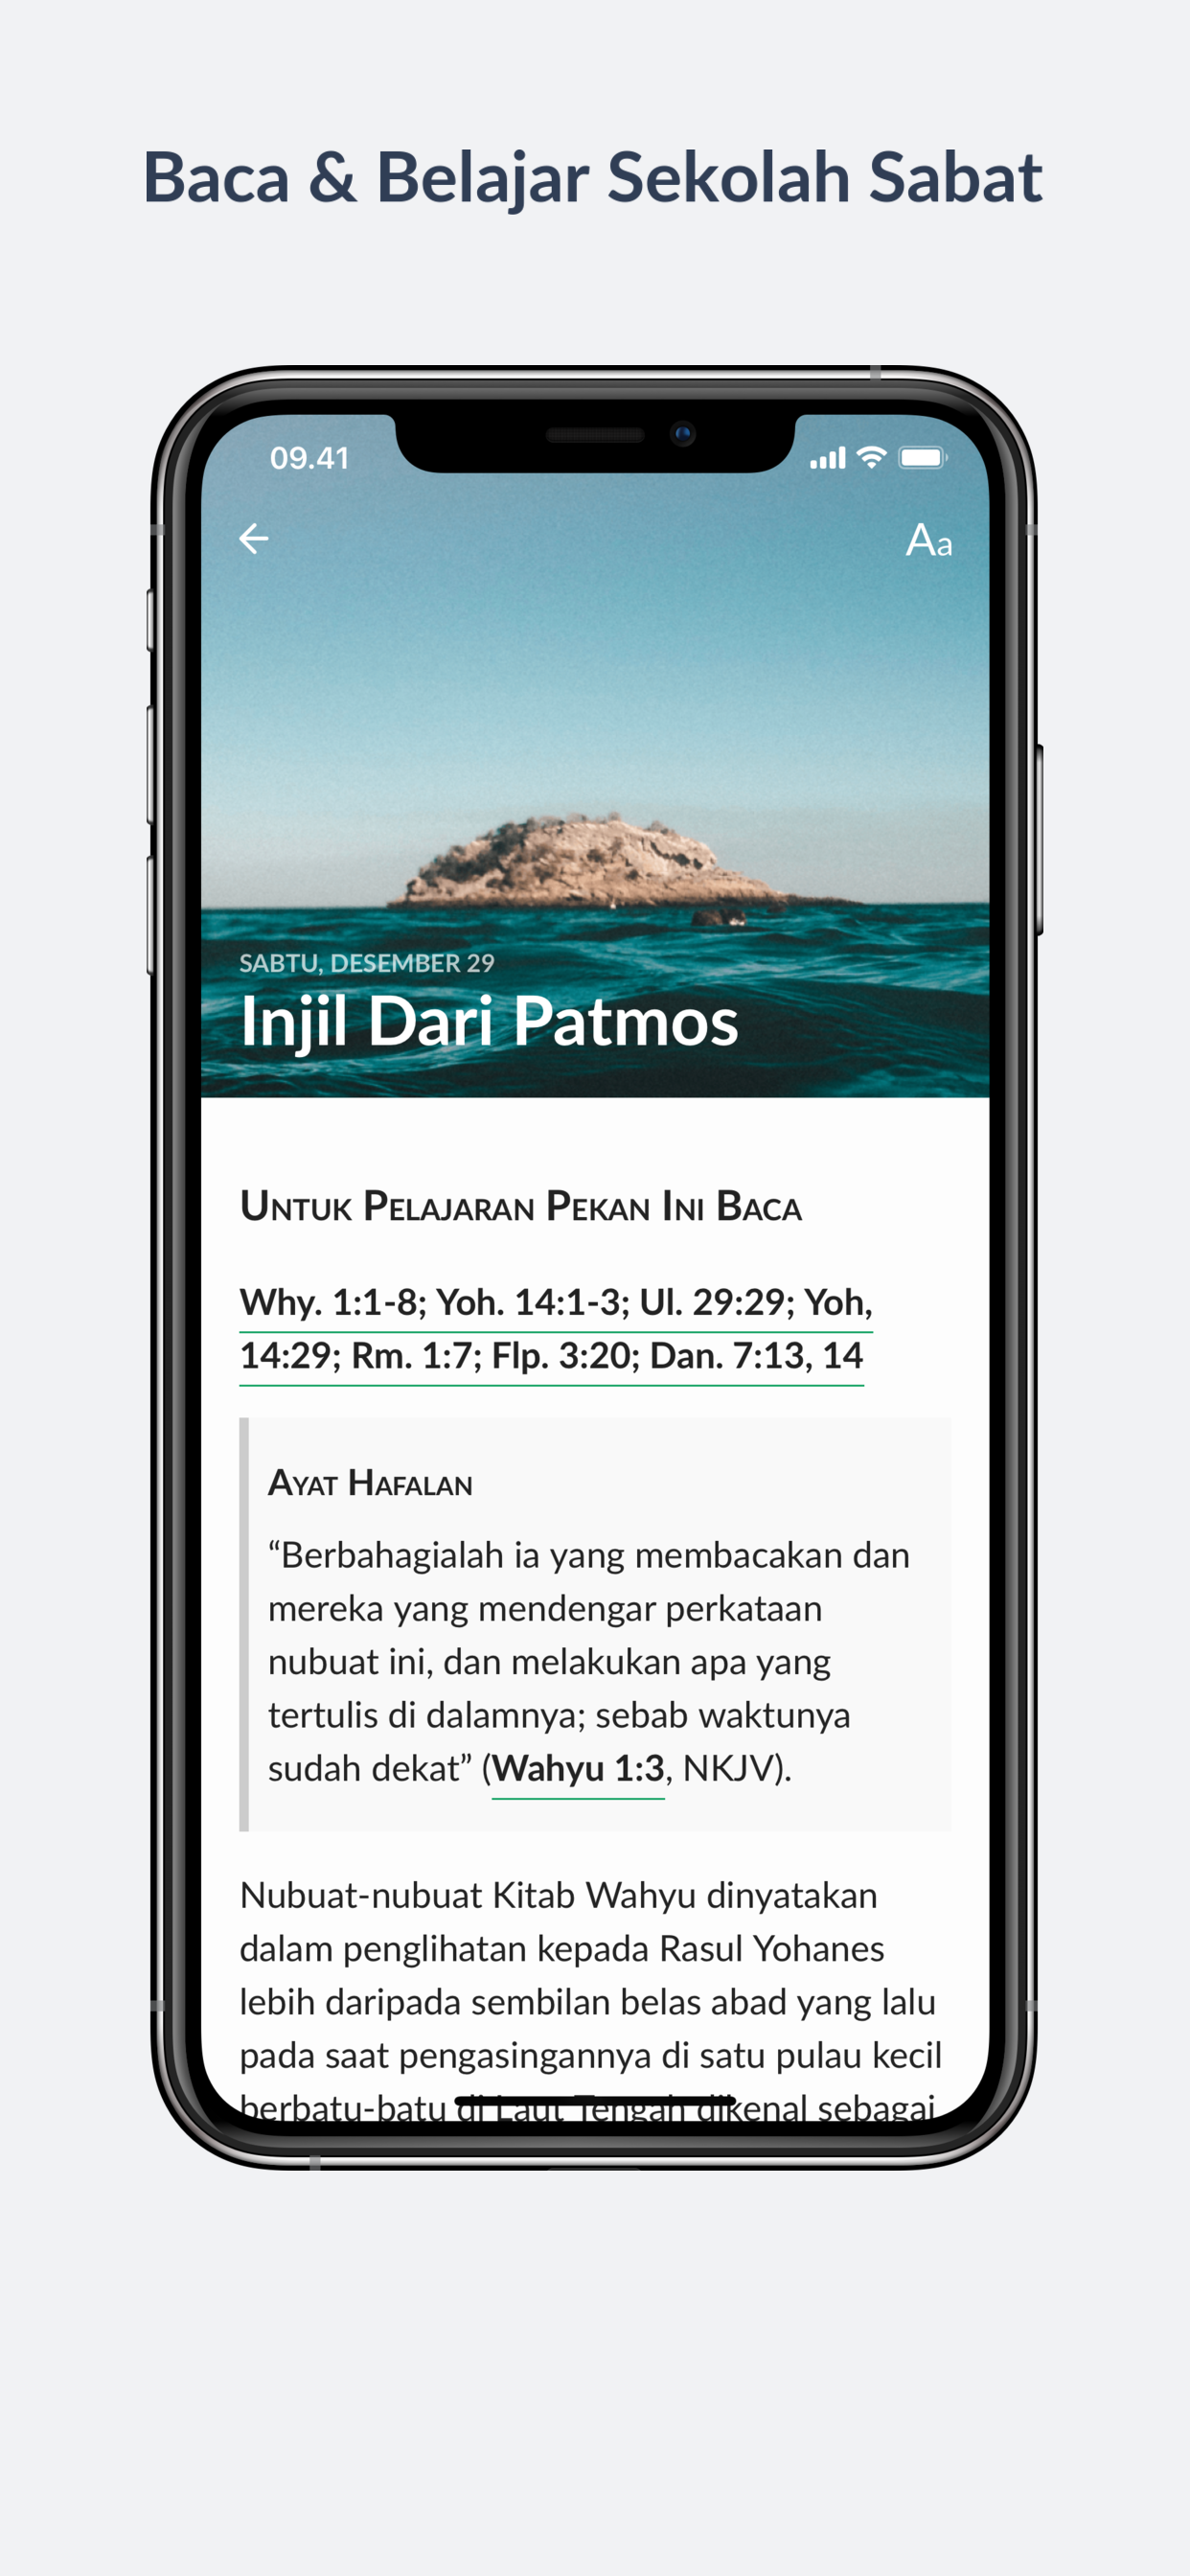 Baca & Belajar Sekolah Sabat
09.41
Aa
SABTU, DESEMBER 29
Injil Dari Patmos
UNTUK PELAJARAN PEKAN INI BACA
Why. 1:1-8; Yoh. 14:1-3; Ul. 29:29; Yoh,
14:29; Rm. 1:7; Flp. 3:20; Dan. 7:13, 14
AYAT HAFALAN
“Berbahagialah ia yang membacakan dan
mereka yang mendengar perkataan
nubuat ini, dan melakukan apa yang
tertulis di dalamnya; sebab waktunya
sudah dekat” (Wahyu 1:3, NKJV).
Nubuat-nubuat Kitab Wahyu dinyatakan
dalam penglihatan kepada Rasul Yohanes
lebih daripada sembilan belas abad yang lalu
pada saat pengasingannya di satu pulau kecil
berbatu-batu di Laut Tengah dikenal sebagai